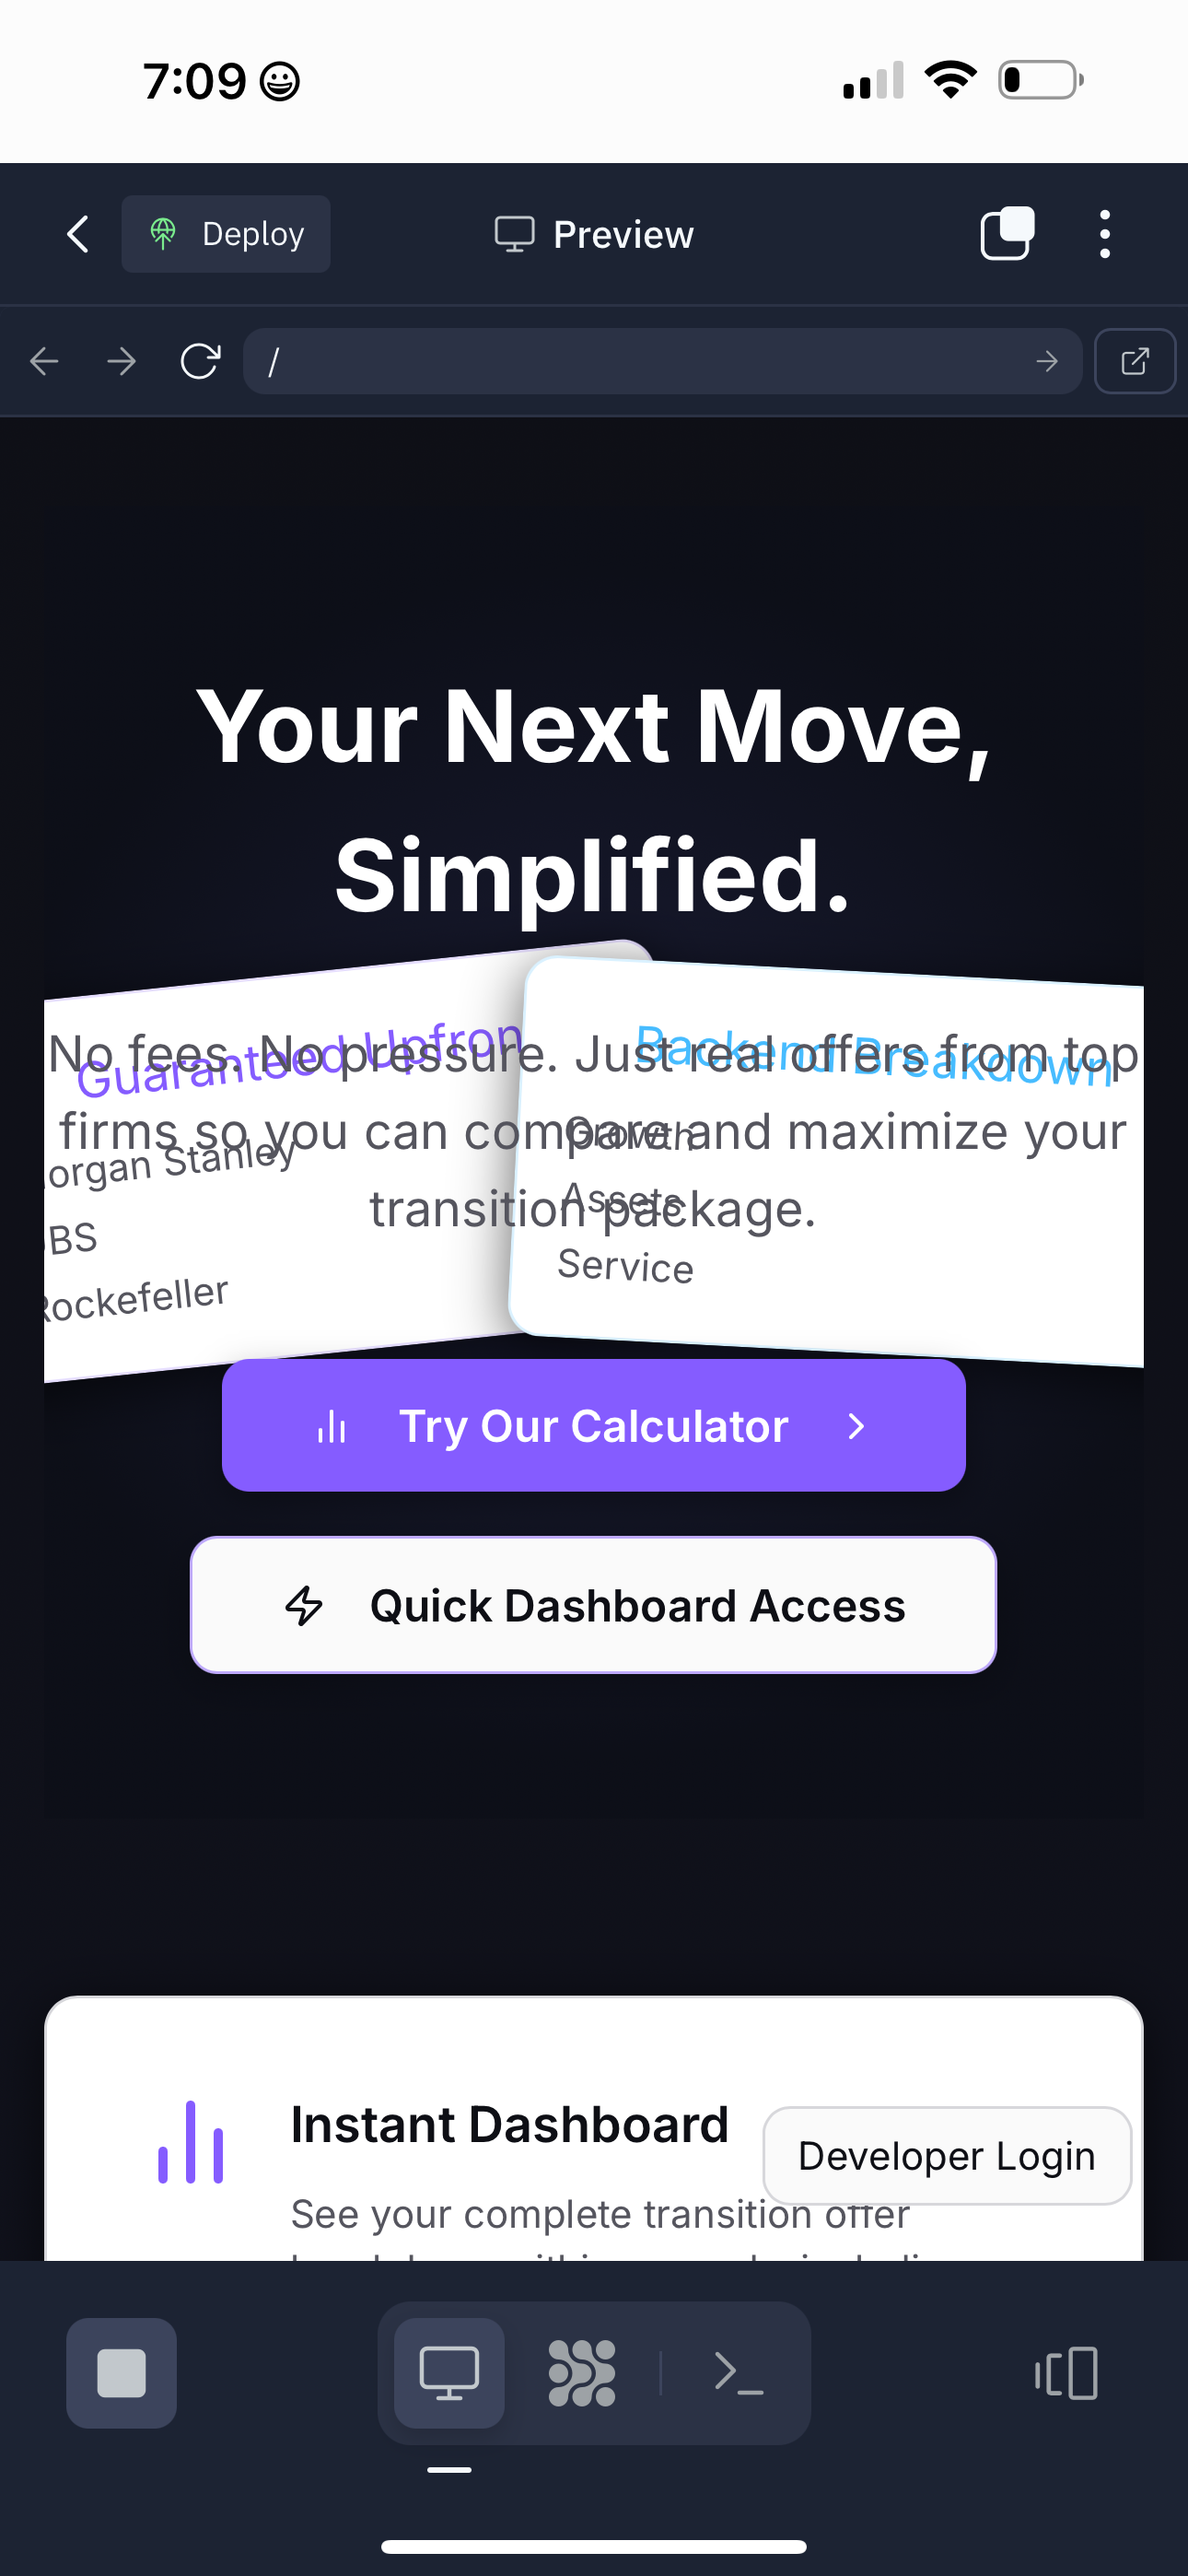 7:09
Deploy
Preview
/
Your Next Move,
Simplified.
No fees. No pressure. Just real offers from top
firms so you can compare and maximize your
transition package.
Guaranteed Upfron
organ Stanley
BS
Rockefeller
Backend Breakdown
Growth
Assets
Service
Try Our Calculator
Quick Dashboard Access
Instant Dashboard
Developer Login
See your complete transition offer